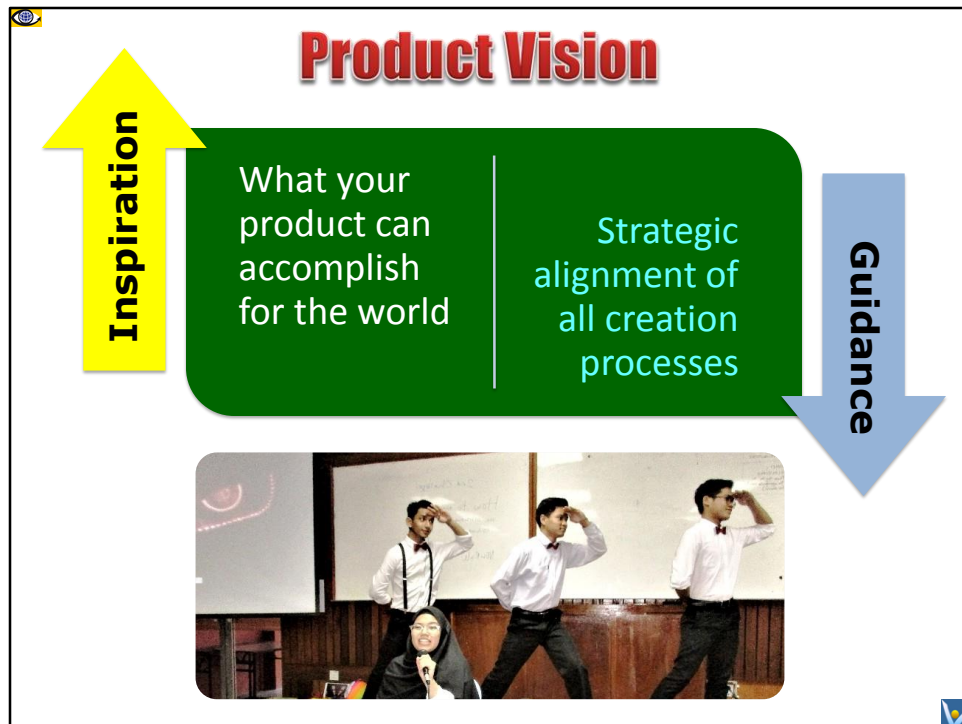 Product Vision
Inspiration
What your
product can
accomplish
for the world
Strategic
alignment of
all creation
processes
Guidance